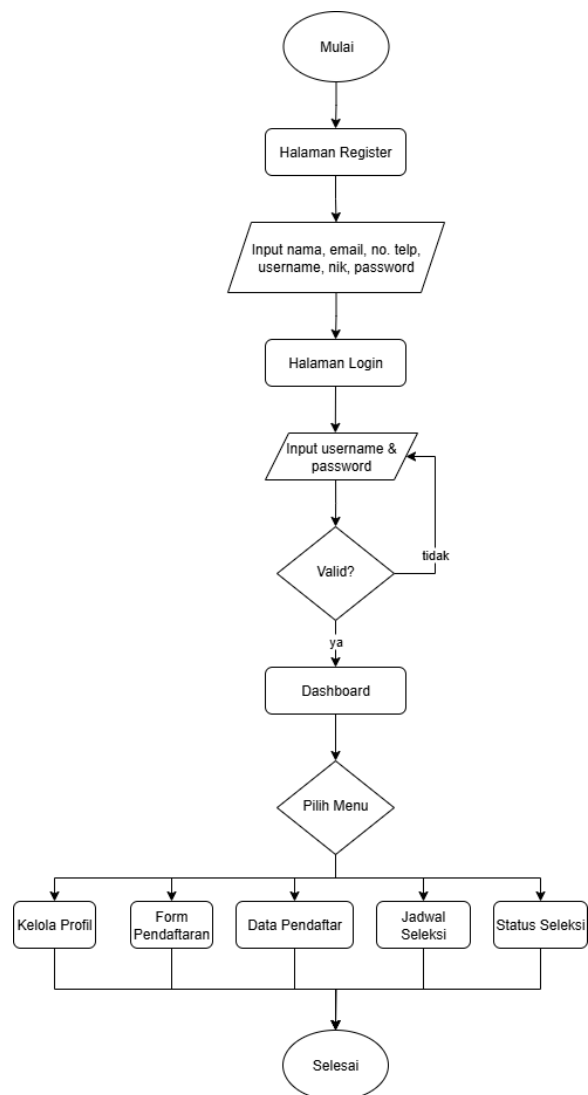 Mulai
Halaman Register
Input nama, email, no. telp,
username, nik, password
Halaman Login
Input username &
password
Valid?
tidak
ya
Dashboard
Pilih Menu
Kelola Profil
Form
Pendaftaran
Data Pendaftar
Jadwal
Seleksi
Status Seleksi
Selesai